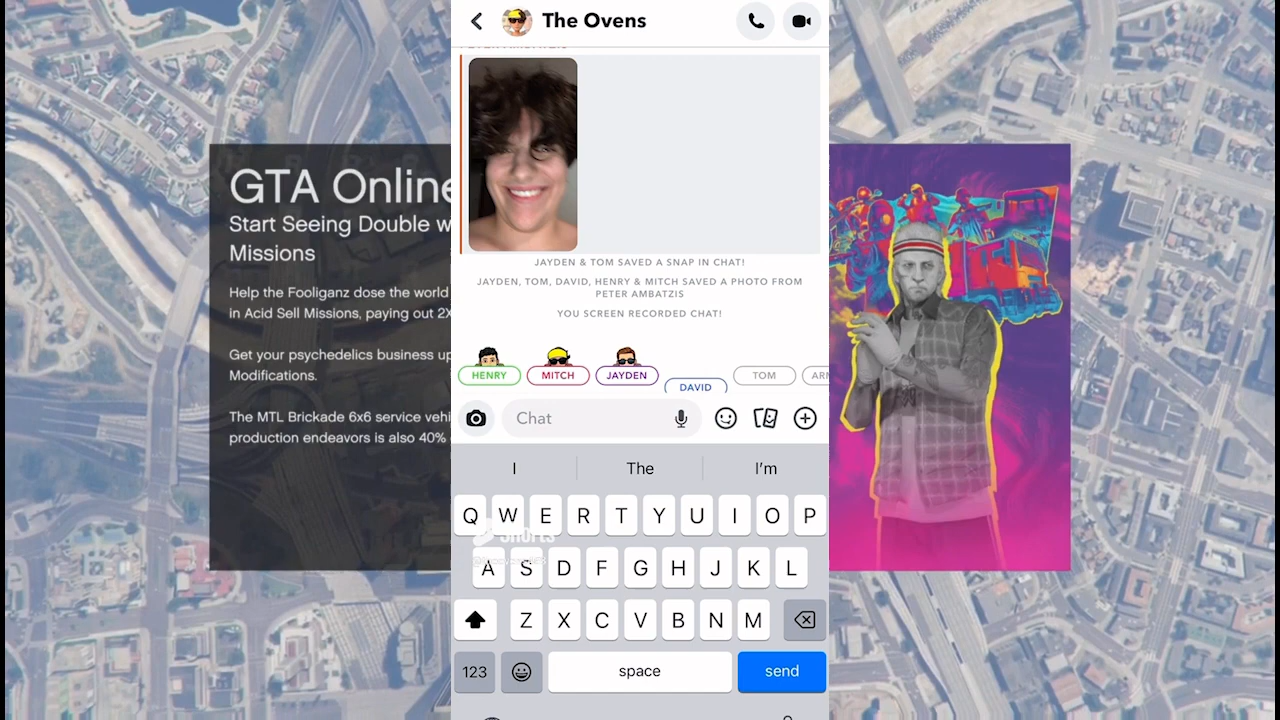 The Ovens
JAYDEN & TOM SAVED A SNAP IN CHAT!
JAYDEN, TOM, DAVID, HENRY & MITCH SAVED A PHOTO FROM
PETER AMBATZIS
YOU SCREEN RECORDED CHAT!
HENRY MITCH JAYDEN DAVID TOM
Chat
I The I'm
Q W E R T Y U I O P
Shorts
A S D F G H J K L
Z X C V B N M
123 space send
GTA Online
Start Seeing Double w
Missions
Help the Fooliganz dose the world
in Acid Sell Missions, paying out 2X
Get your psychedelics business up
Modifications.
The MTL Brickade 6x6 service vehi
production endeavors is also 40%